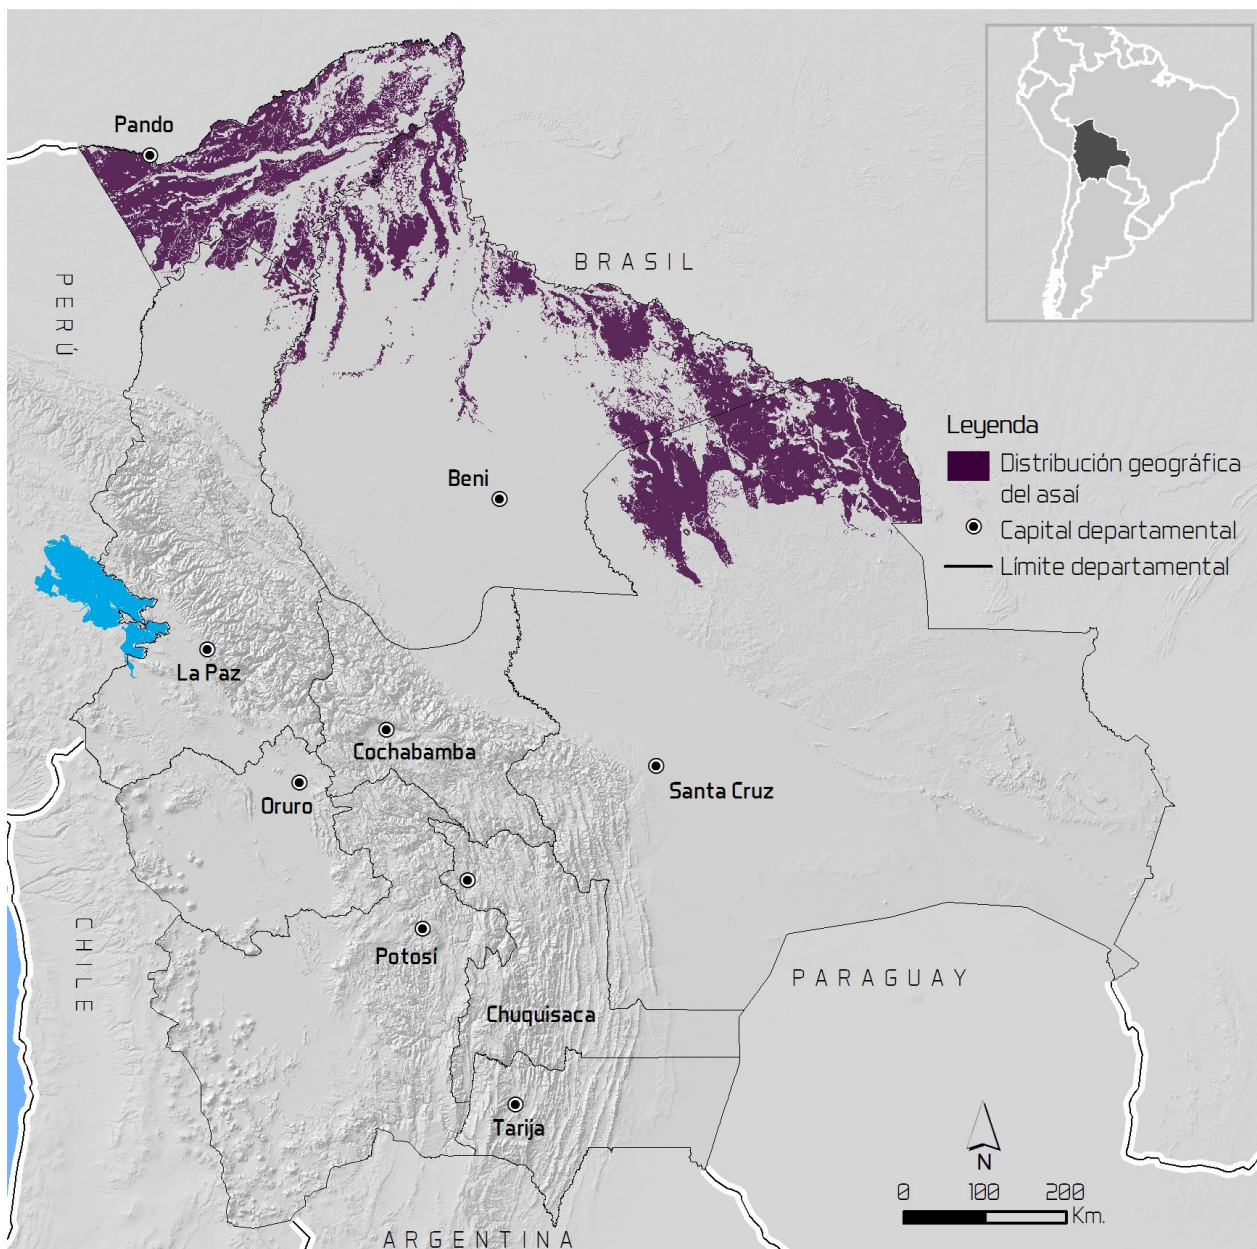 Pando
BRASIL
PERÚ
Leyenda
Distribución geográfica
del asaí
Capital departamental
Límite departamental
Beni
La Paz
Cochabamba
Oruro
Santa Cruz
Potosí
CHILE
PARAGUAY
Chuquisaca
Tarija
N
0 100 200
Km.
ARGENTINA